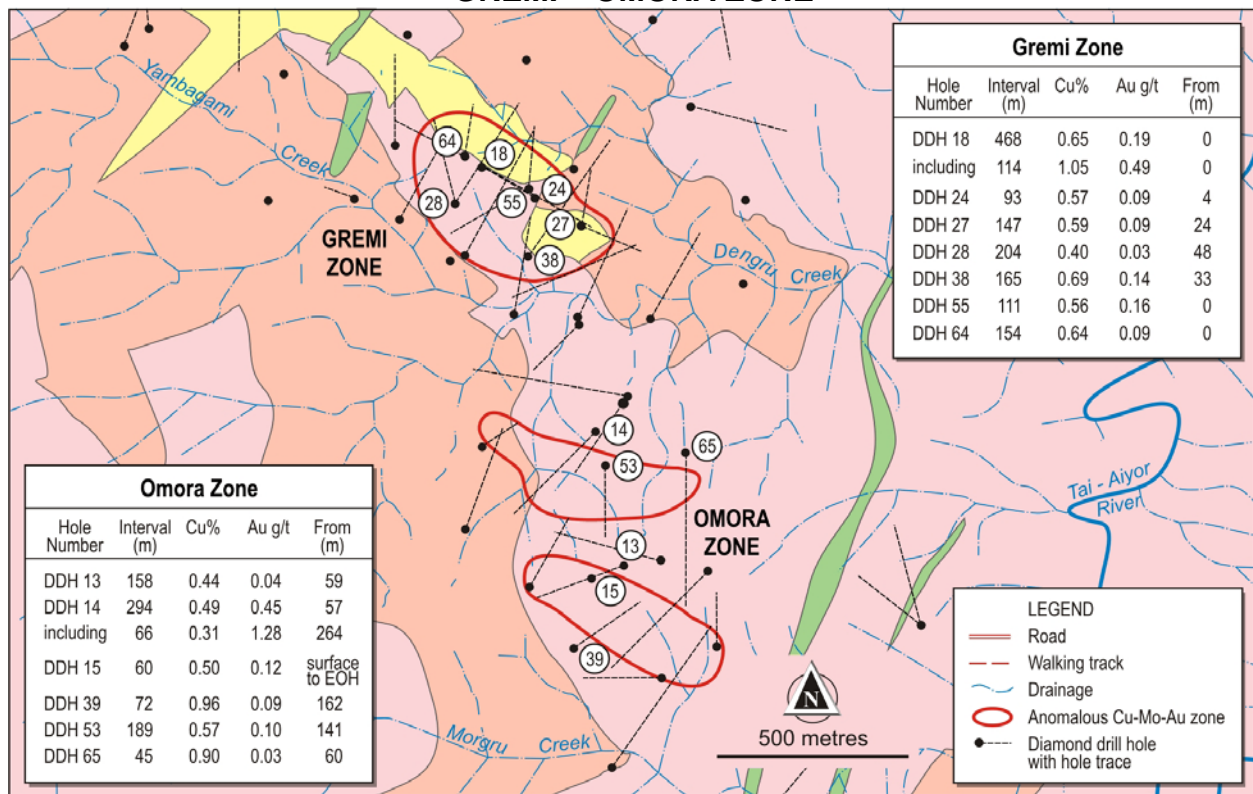 GREMI - OMORA ZONE
Yambagami
Creek
GREMI
ZONE
64
18
24
28
55
27
38
Dengru Creek
14
65
53
OMORA
ZONE
13
15
39
Tai - Aiyor
River
Morgru Creek
N
500 metres
Gremi Zone
Hole Number Interval (m) Cu% Au g/t From (m)
DDH 18 468 0.65 0.19 0
including 114 1.05 0.49 0
DDH 24 93 0.57 0.09 4
DDH 27 147 0.59 0.09 24
DDH 28 204 0.40 0.03 48
DDH 38 165 0.69 0.14 33
DDH 55 111 0.56 0.16 0
DDH 64 154 0.64 0.09 0
Omora Zone
Hole Number Interval (m) Cu% Au g/t From (m)
DDH 13 158 0.44 0.04 59
DDH 14 294 0.49 0.45 57
including 66 0.31 1.28 264
DDH 15 60 0.50 0.12 surface to EOH
DDH 39 72 0.96 0.09 162
DDH 53 189 0.57 0.10 141
DDH 65 45 0.90 0.03 60
LEGEND
Road
Walking track
Drainage
Anomalous Cu-Mo-Au zone
Diamond drill hole
with hole trace